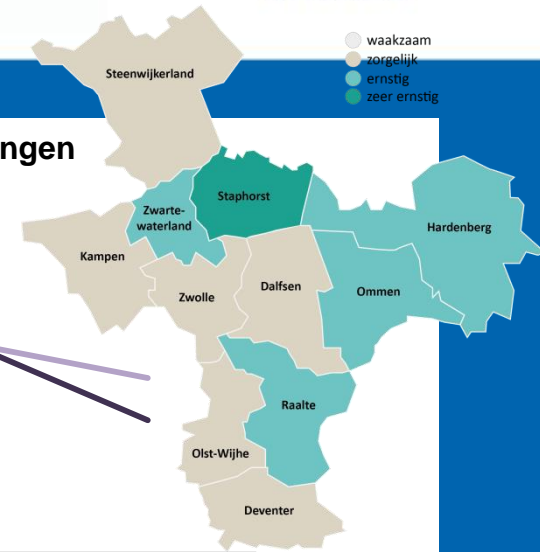 waakzaam
zorgelijk
ernstig
zeer ernstig
Steenwijkerland
ngen
Staphorst
Zwarte-
waterland
Hardenberg
Kampen
Dalfsen
Zwolle
Ommen
Raalte
Olst-Wijhe
Deventer